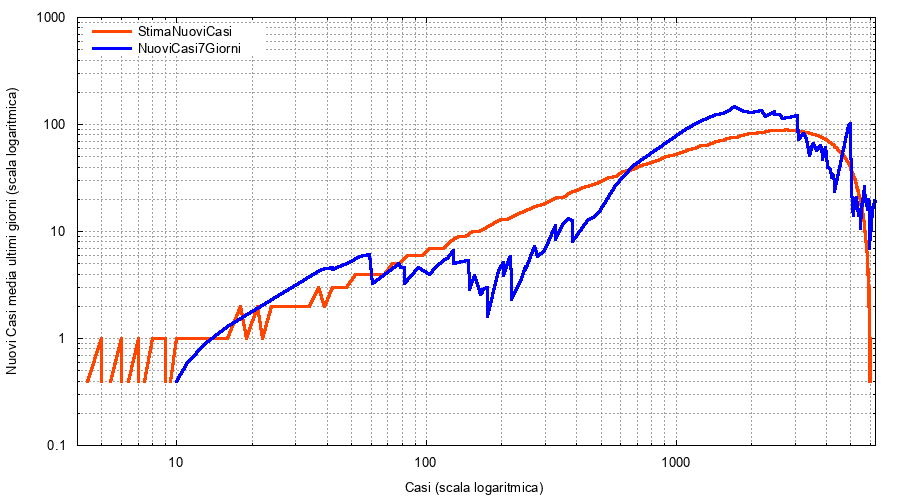 1000
100
10
1
0.1
StimaNuoviCasi
NuoviCasi7Giorni
Nuovi Casi media ultimi giorni (scala logaritmica)
10 100 1000
Casi (scala logaritmica)